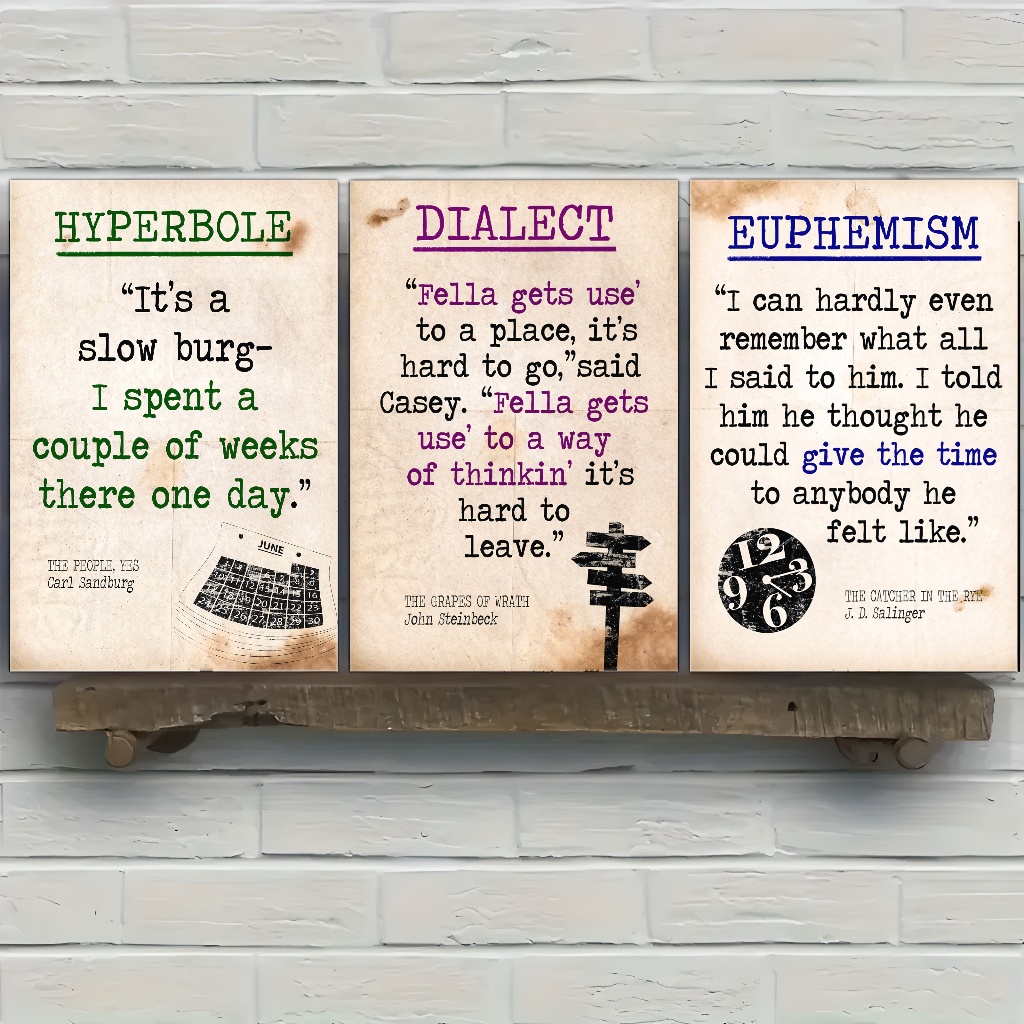 HYPERBOLE
“It's a
slow burg-
I spent a
couple of weeks
there one day.”
THE PEOPLE, YES
Carl Sandburg
JUNE
DIALECT
“Fella gets use'
to a place, it's
hard to go,”said
Casey. “Fella gets
use' to a way
of thinkin' it's
hard to
leave.”
THE GRAPES OF WRATH
John Steinbeck
EUPHEMISM
“I can hardly even
remember what all
I said to him. I told
him he thought he
could give the time
to anybody he
felt like.”
12
9 3
6
THE CATCHER IN THE RYE
J. D. Salinger